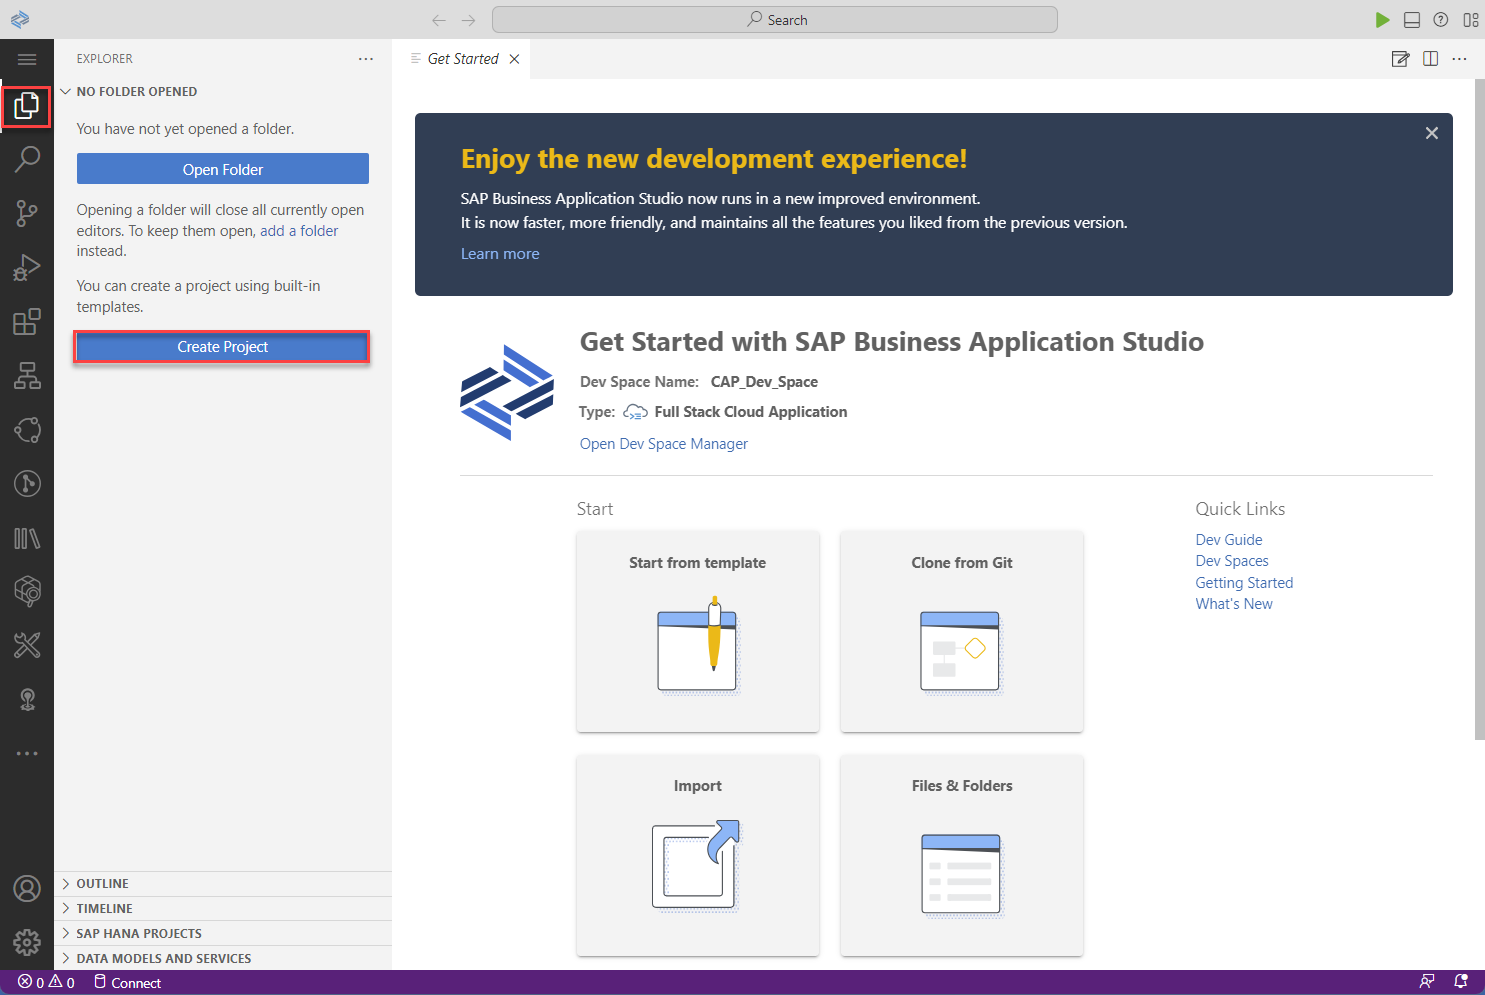 Search
EXPLORER
Get Started
NO FOLDER OPENED
You have not yet opened a folder.
Open Folder
Opening a folder will close all currently open
editors. To keep them open, add a folder
instead.
You can create a project using built-in
templates.
Create Project
OUTLINE
TIMELINE
SAP HANA PROJECTS
DATA MODELS AND SERVICES
Enjoy the new development experience!
SAP Business Application Studio now runs in a new improved environment.
It is now faster, more friendly, and maintains all the features you liked from the previous version.
Learn more
Get Started with SAP Business Application Studio
Dev Space Name: CAP_Dev_Space
Type: Full Stack Cloud Application
Open Dev Space Manager
Start
Start from template
Clone from Git
Import
Files & Folders
Quick Links
Dev Guide
Dev Spaces
Getting Started
What's New
0 0 Connect